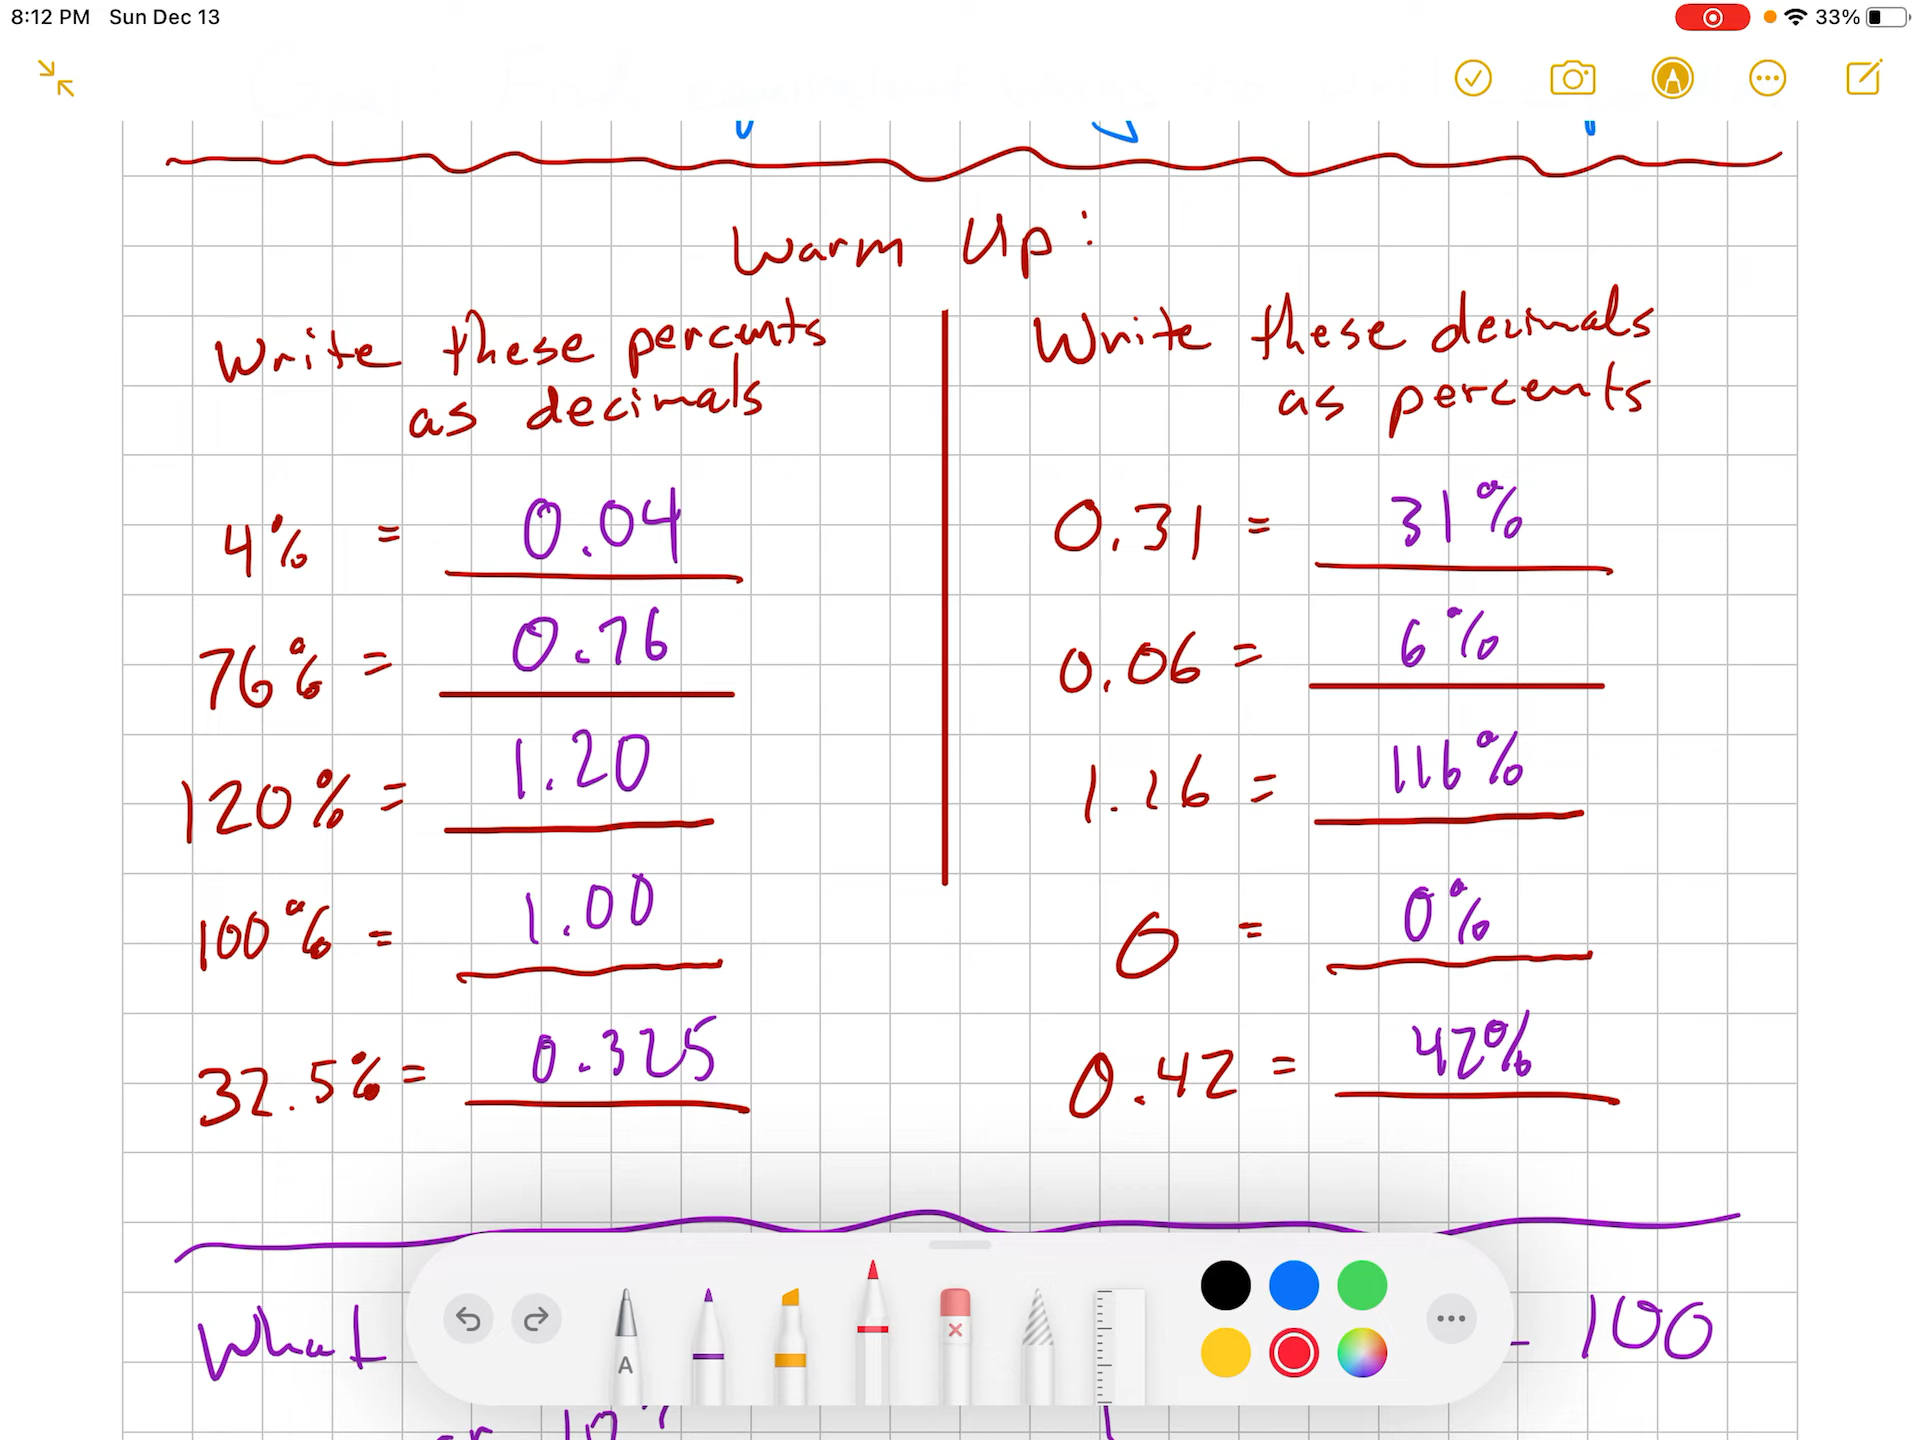 8:12 PM Sun Dec 13
33%
Warm Up:
Write these percents
as decimals
4% = 0.04
76% = 0.76
120% = 1.20
100% = 1.00
32.5% = 0.325
Write these decimals
as percents
0.31 = 31%
0.06 = 6%
1.16 = 116%
0 = 0%
0.42 = 42%
What
100
A